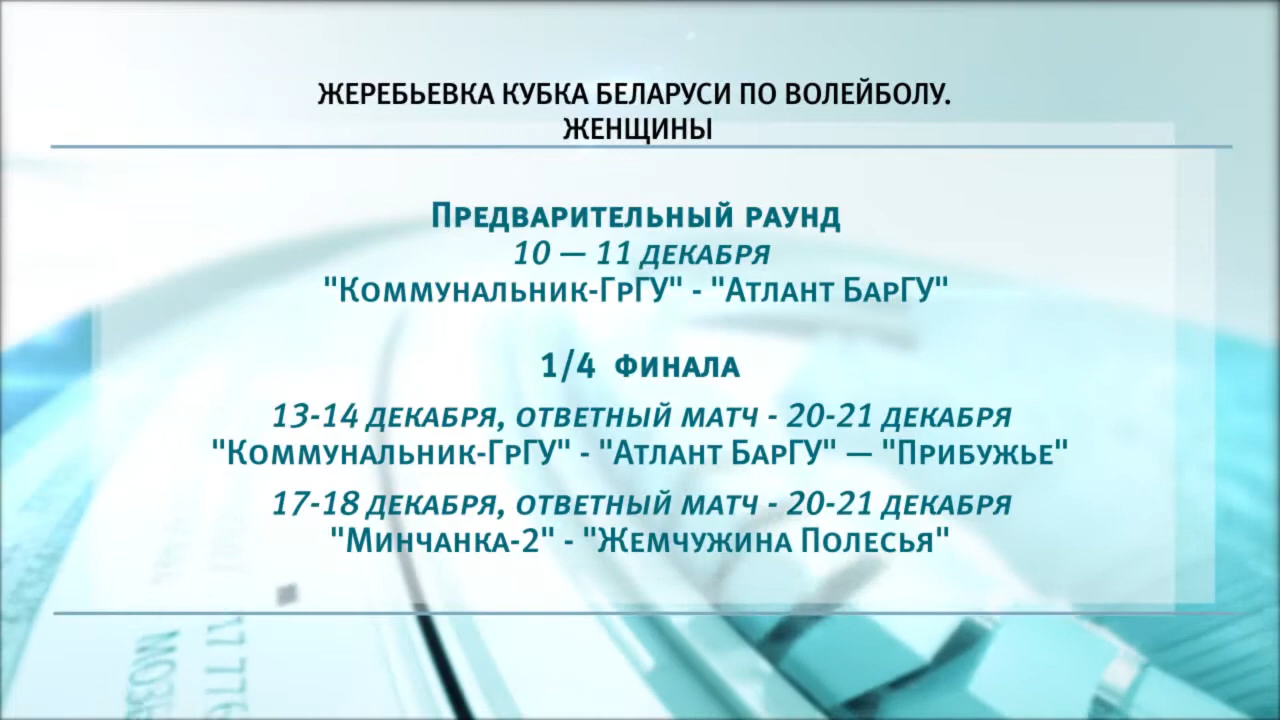 ЖЕРЕБЬЕВКА КУБКА БЕЛАРУСИ ПО ВОЛЕЙБОЛУ.
ЖЕНЩИНЫ
Предварительный раунд
10 — 11 декабря
"Коммунальник-ГрГУ" - "Атлант БарГУ"
1/4 финала
13-14 декабря, ответный матч - 20-21 декабря
"Коммунальник-ГрГУ" - "Атлант БарГУ" — "Прибужье"
17-18 декабря, ответный матч - 20-21 декабря
"Минчанка-2" - "Жемчужина Полесья"